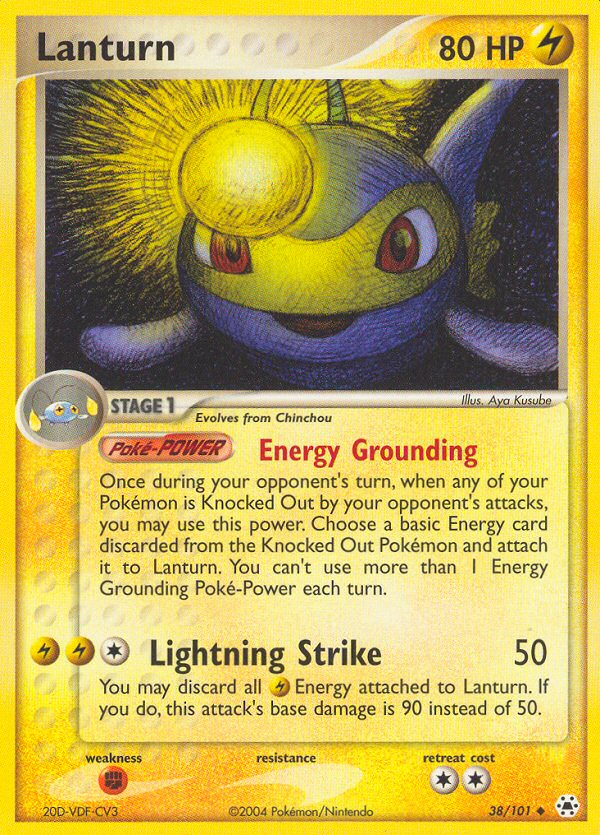 Lanturn
80 HP
Illus. Aya Kusube
STAGE 1
Evolves from Chinchou
Poké-POWER Energy Grounding
Once during your opponent's turn, when any of your
Pokémon is Knocked Out by your opponent's attacks,
you may use this power. Choose a basic Energy card
discarded from the Knocked Out Pokémon and attach
it to Lanturn. You can't use more than 1 Energy
Grounding Poké-Power each turn.
Lightning Strike 50
You may discard all Energy attached to Lanturn. If
you do, this attack's base damage is 90 instead of 50.
weakness resistance retreat cost
20D-VDF-CV3 ©2004 Pokémon/Nintendo 38/101